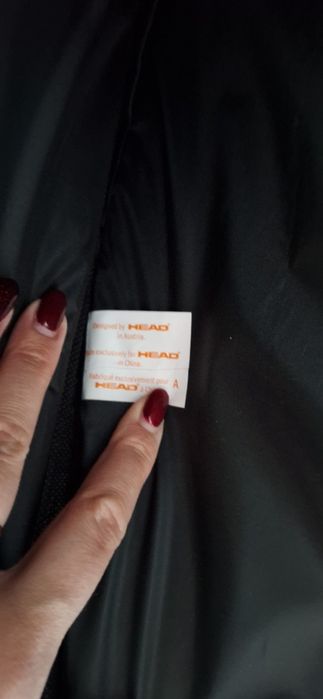 Designed by HEAD
in Austria.
exclusively for HEAD
in China.
Fabriqué exclusivement pour
HEAD à
A